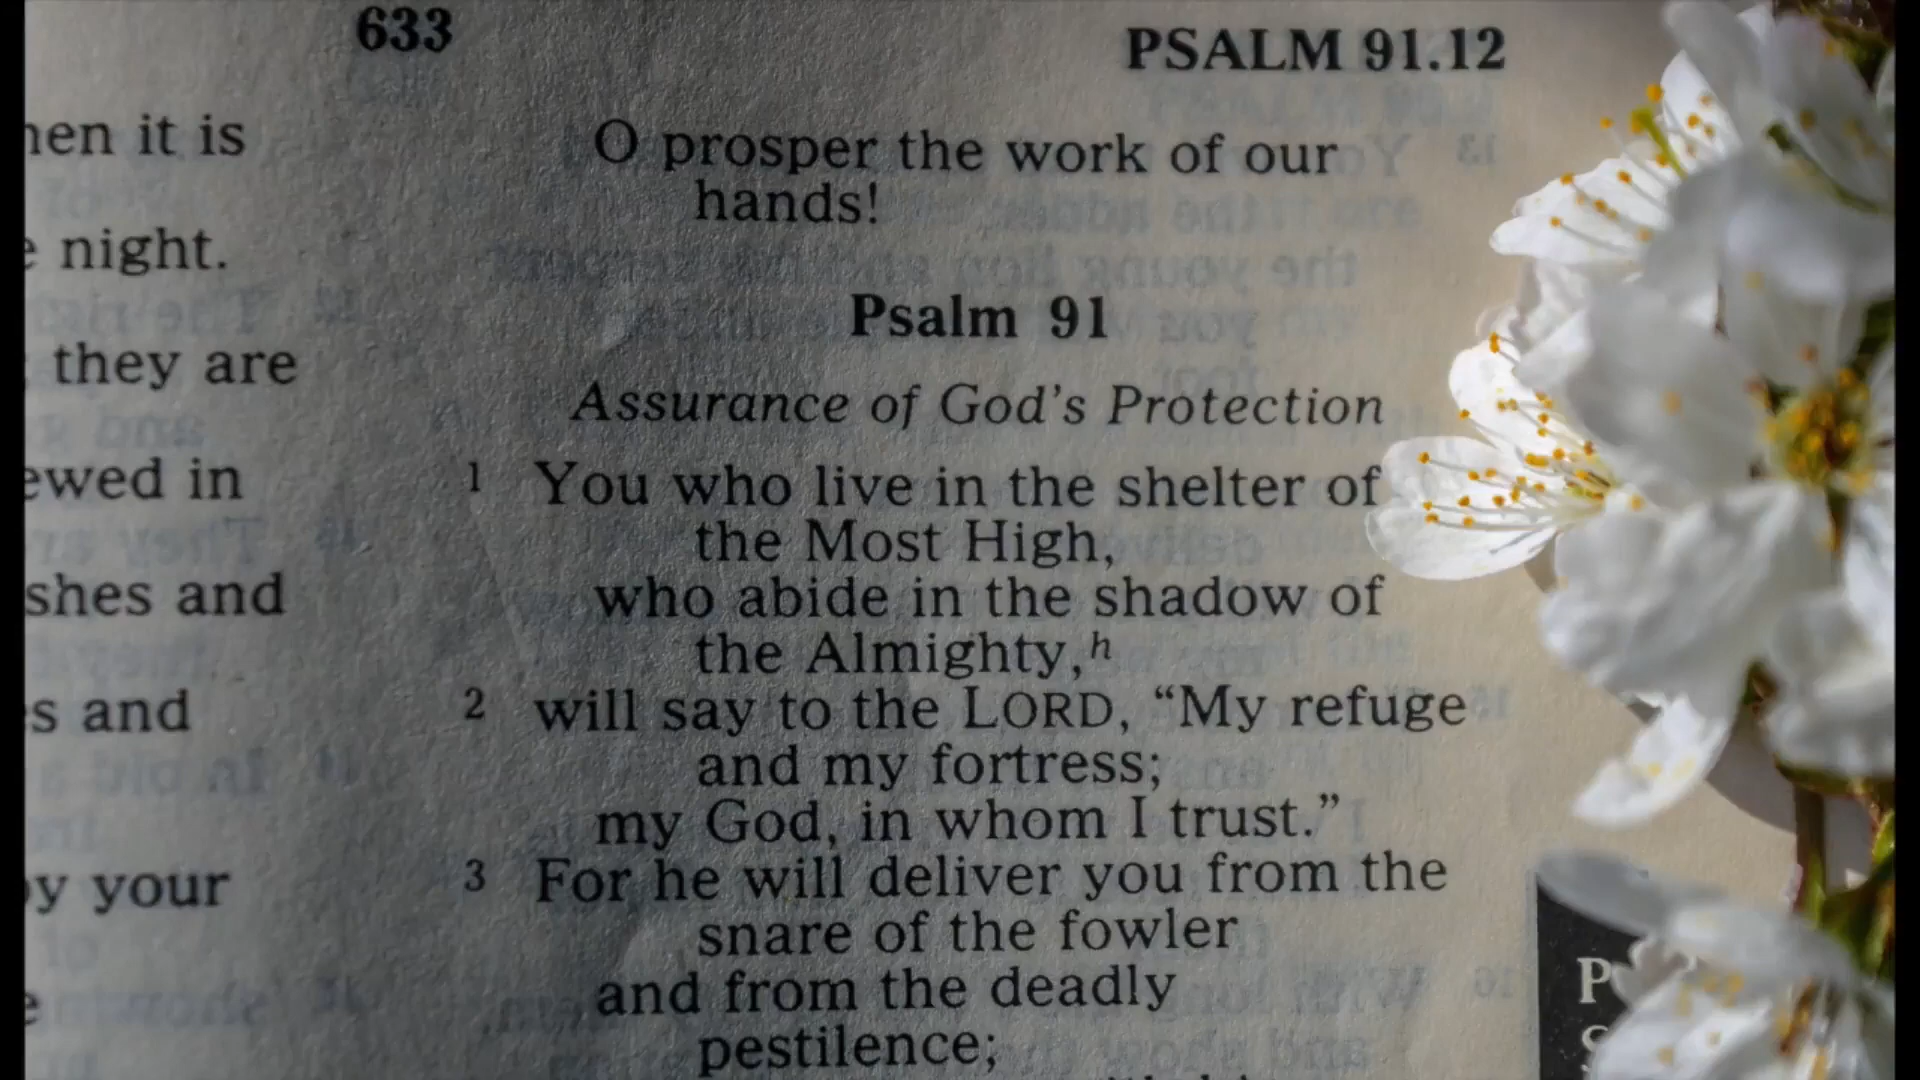 633
PSALM 91.12
it is
night.
they are
in
and
and
your
O prosper the work of our
hands!
Psalm 91
Assurance of God's Protection
1 You who live in the shelter of
the Most High,
who abide in the shadow of
the Almighty,h
2 will say to the LORD, “My refuge
and my fortress;
my God, in whom I trust.”
3 For he will deliver you from the
snare of the fowler
and from the deadly
pestilence;